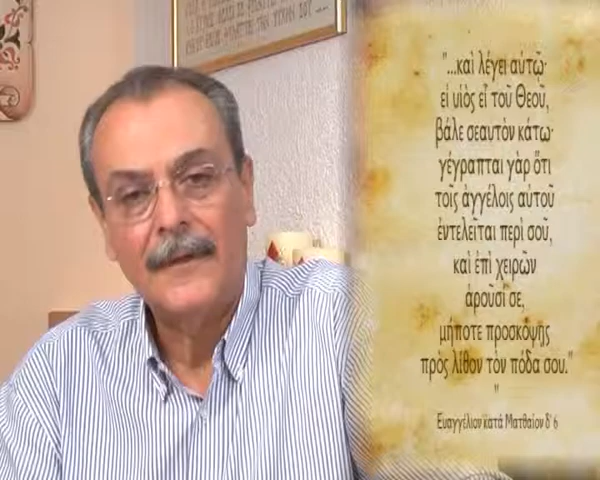 "...καὶ λέγει αὐτῷ·
εἰ υἱὸς εἶ τοῦ Θεοῦ,
βάλε σεαυτὸν κάτω·
γέγραπται γὰρ ὅτι
τοῖς ἀγγέλοις αὐτοῦ
ἐντελεῖται περὶ σοῦ,
καὶ ἐπὶ χειρῶν
ἀροῦσί σε,
μήποτε προσκόψῃς
πρὸς λίθον τὸν πόδα σου."
"
Ευαγγέλιον κατά Ματθαίον δ' 6